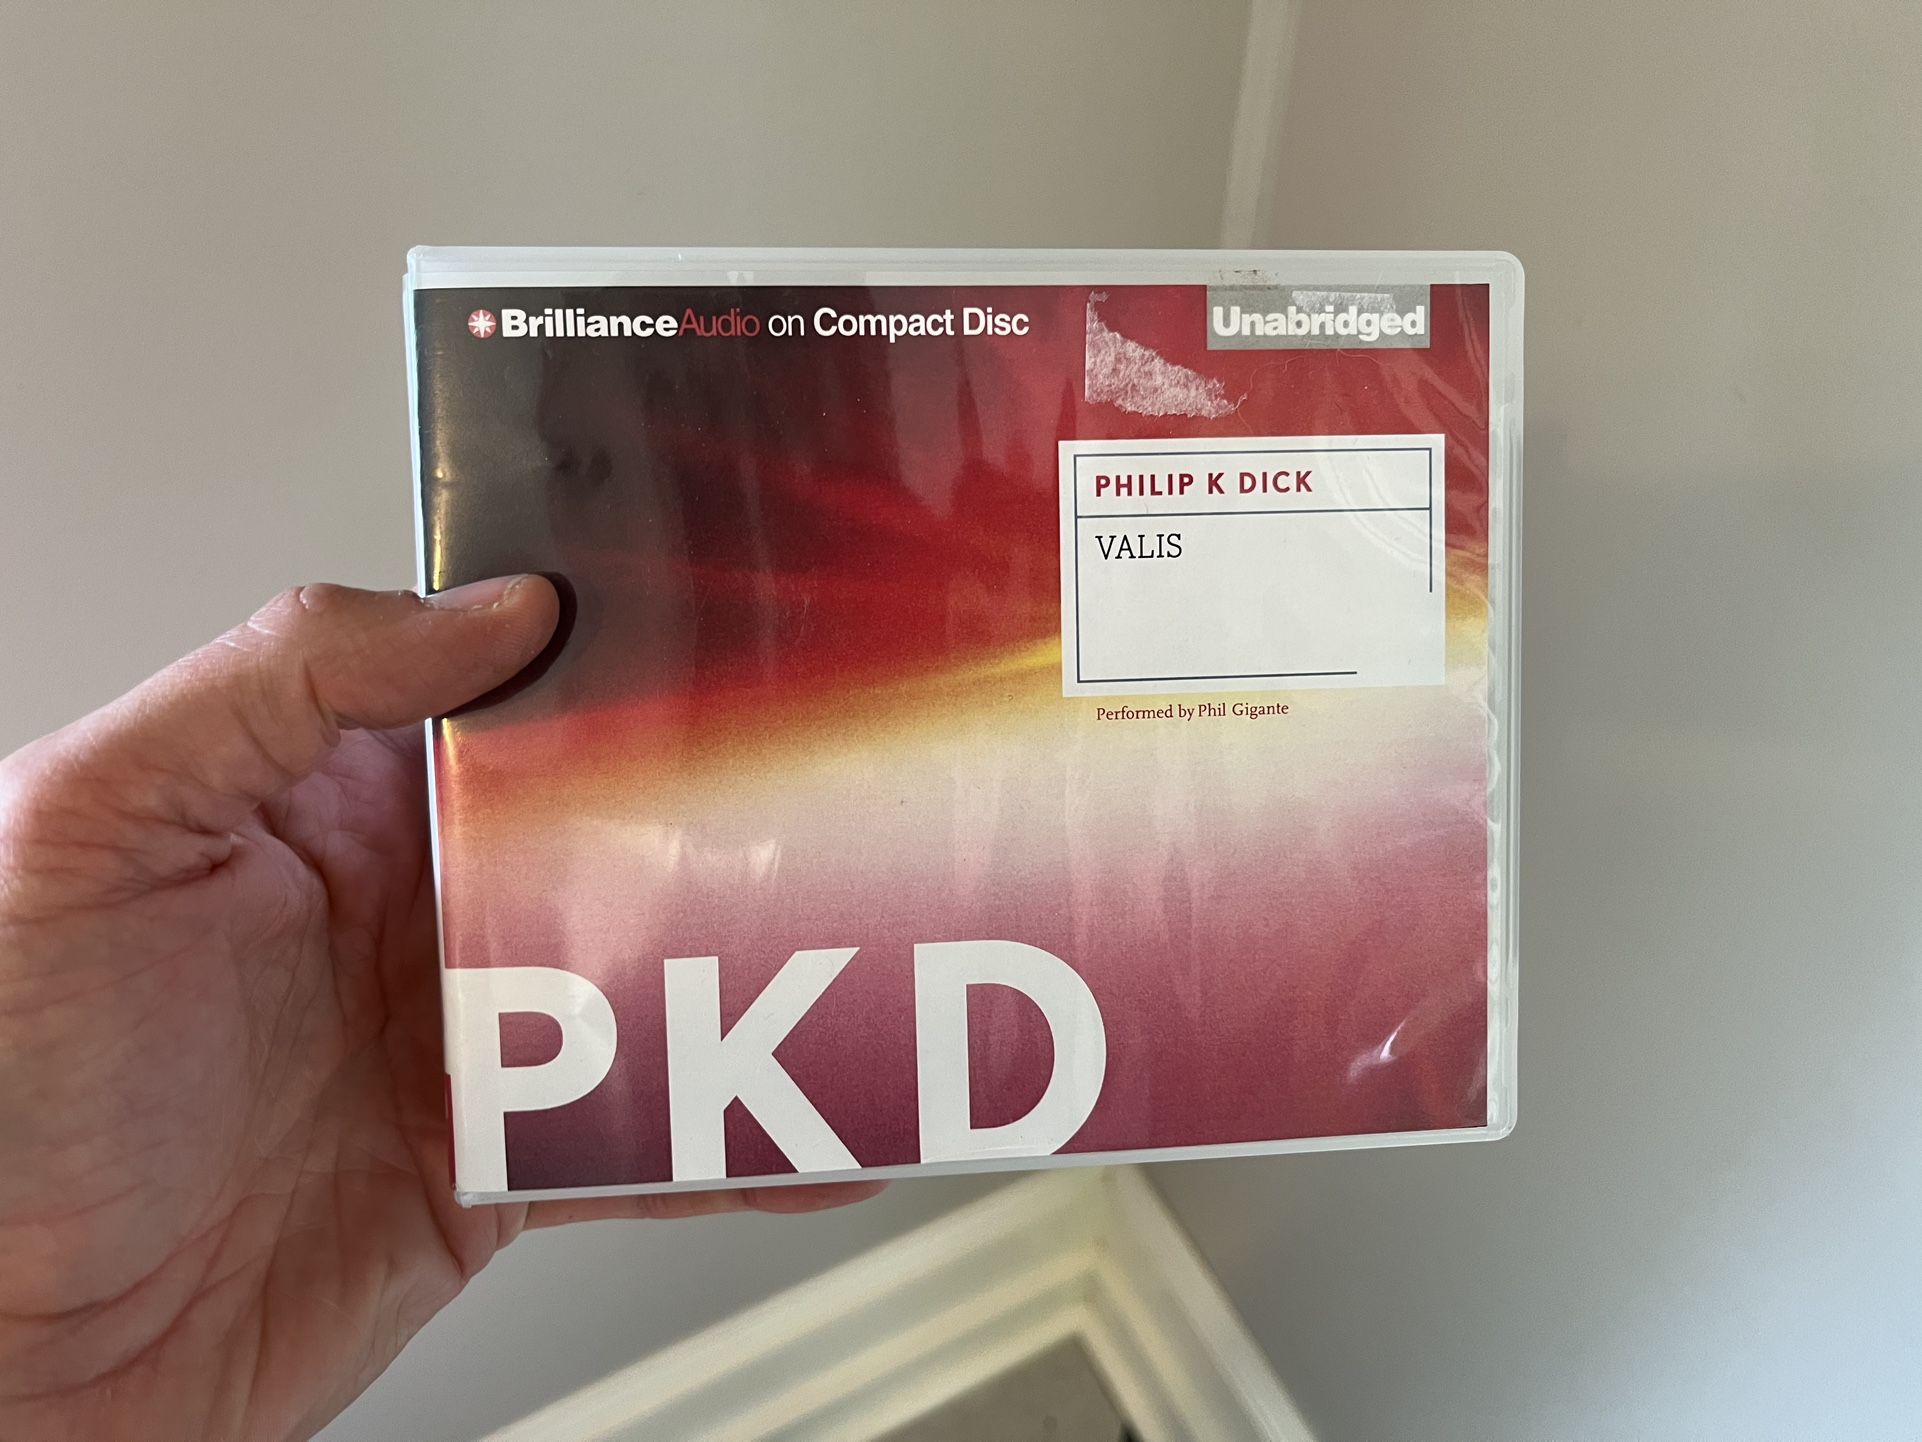 BrillianceAudio on Compact Disc
Unabridged
PHILIP K DICK
VALIS
Performed by Phil Gigante
PKD